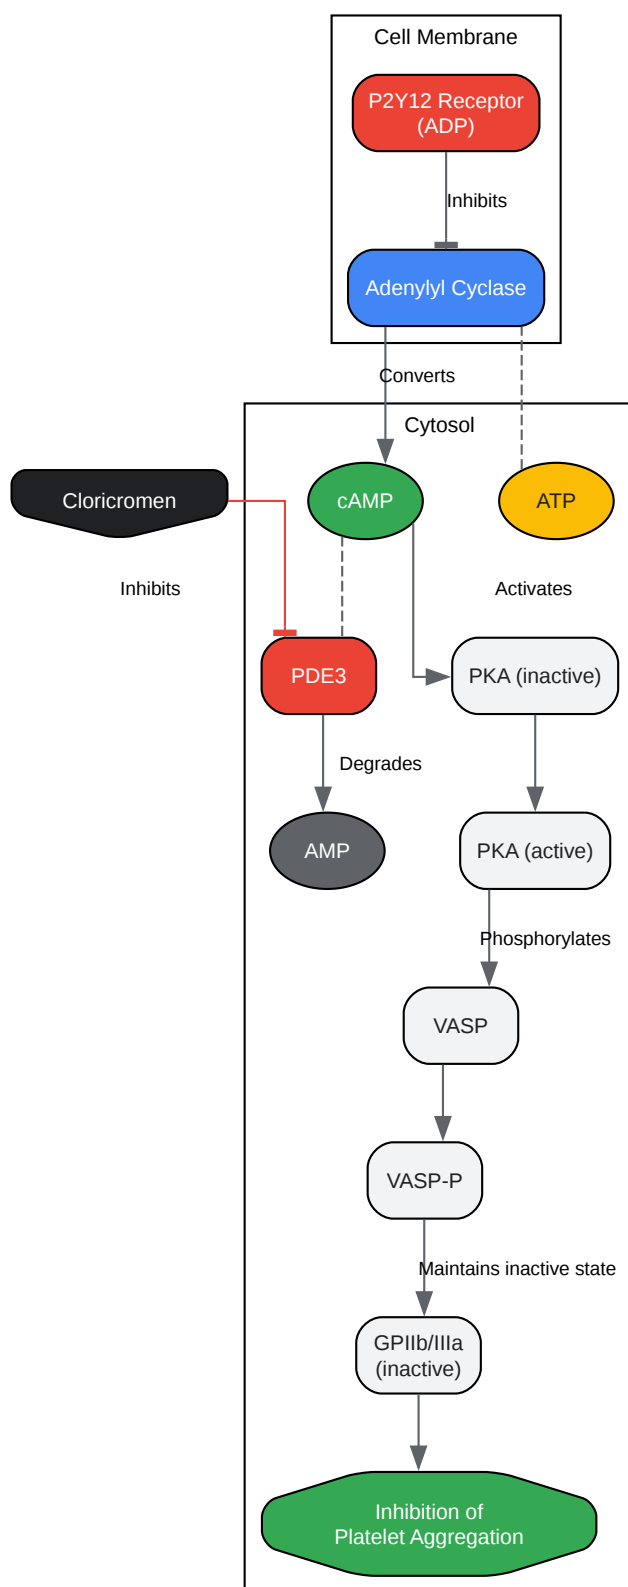 Cell Membrane
P2Y12 Receptor
(ADP)
Inhibits
Adenylyl Cyclase
Converts
Cytosol
Cloricromen
cAMP
ATP
Inhibits
Activates
PDE3
PKA (inactive)
Degrades
AMP
PKA (active)
Phosphorylates
VASP
VASP-P
Maintains inactive state
GPIIb/IIIa
(inactive)
Inhibition of
Platelet Aggregation